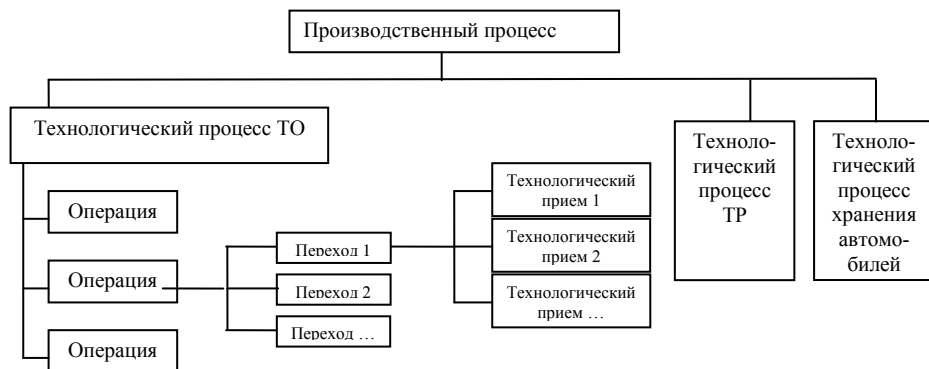 Производственный процесс
Технологический процесс ТО
Техноло-
гический
процесс
ТР
Техноло-
гический
процесс
хранения
автомо-
билей
Операция
Операция
Операция
Переход 1
Переход 2
Переход ...
Технологический
прием 1
Технологический
прием 2
Технологический
прием ...